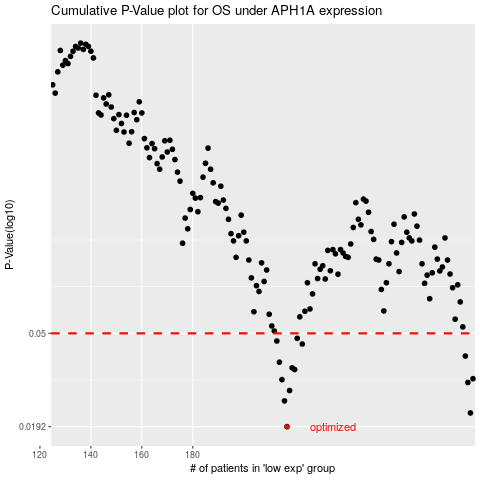 Cumulative P-Value plot for OS under APH1A expression
P-Value(log10)
0.05
0.0192
optimized
120 140 160 180
# of patients in 'low exp' group